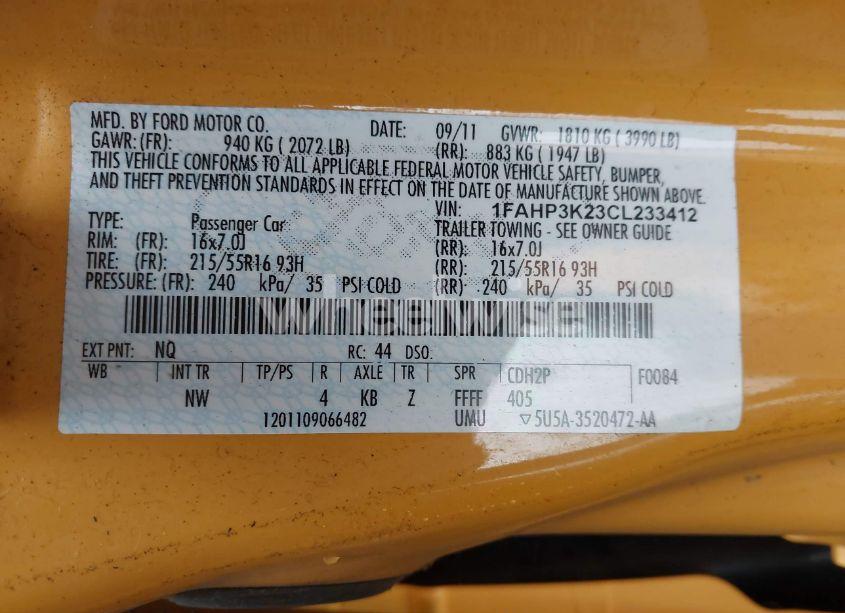 MFD. BY FORD MOTOR CO. DATE: 09/11 GVWR: 1810 KG ( 3990 LB)
GAWR: (FR): 940 KG ( 2072 LB) (RR): 883 KG ( 1947 LB)
THIS VEHICLE CONFORMS TO ALL APPLICABLE FEDERAL MOTOR VEHICLE SAFETY, BUMPER,
AND THEFT PREVENTION STANDARDS IN EFFECT ON THE DATE OF MANUFACTURE SHOWN ABOVE.
VIN: 1FAHP3K23CL233412
TYPE: Passenger Car TRAILER TOWING - SEE OWNER GUIDE
RIM: (FR): 16x7.0J (RR): 16x7.0J
TIRE: (FR): 215/55R16 93H (RR): 215/55R16 93H
PRESSURE: (FR): 240 kPa/ 35 PSI COLD (RR) 240 kPa/ 35 PSI COLD
WheelWise
EXT PNT: NQ RC: 44 DSO:
WB INT TR TP/PS R AXLE TR SPR CDH2P F0084
NW 4 KB Z FFFF 405
1201109066482 UMU ▽5U5A-3520472-AA